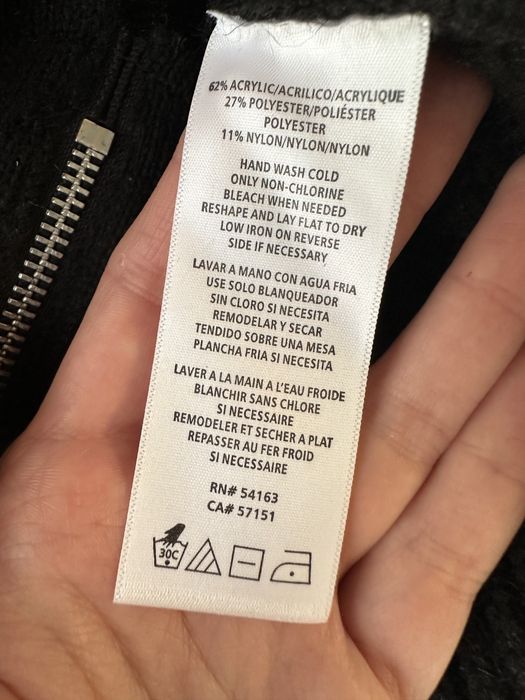 62% ACRYLIC/ACRILICO/ACRYLIQUE
27% POLYESTER/POLIÉSTER
POLYESTER
11% NYLON/NYLON/NYLON
HAND WASH COLD
ONLY NON-CHLORINE
BLEACH WHEN NEEDED
RESHAPE AND LAY FLAT TO DRY
LOW IRON ON REVERSE
SIDE IF NECESSARY
LAVAR A MANO CON AGUA FRIA
USE SOLO BLANQUEADOR
SIN CLORO SI NECESITA
REMODELAR Y SECAR
TENDIDO SOBRE UNA MESA
PLANCHA FRIA SI NECESITA
LAVER A LA MAIN A L'EAU FROIDE
BLANCHIR SANS CHLORE
SI NECESSAIRE
REMODELER ET SECHER A PLAT
REPASSER AU FER FROID
SI NECESSAIRE
RN# 54163
CA# 57151
30C